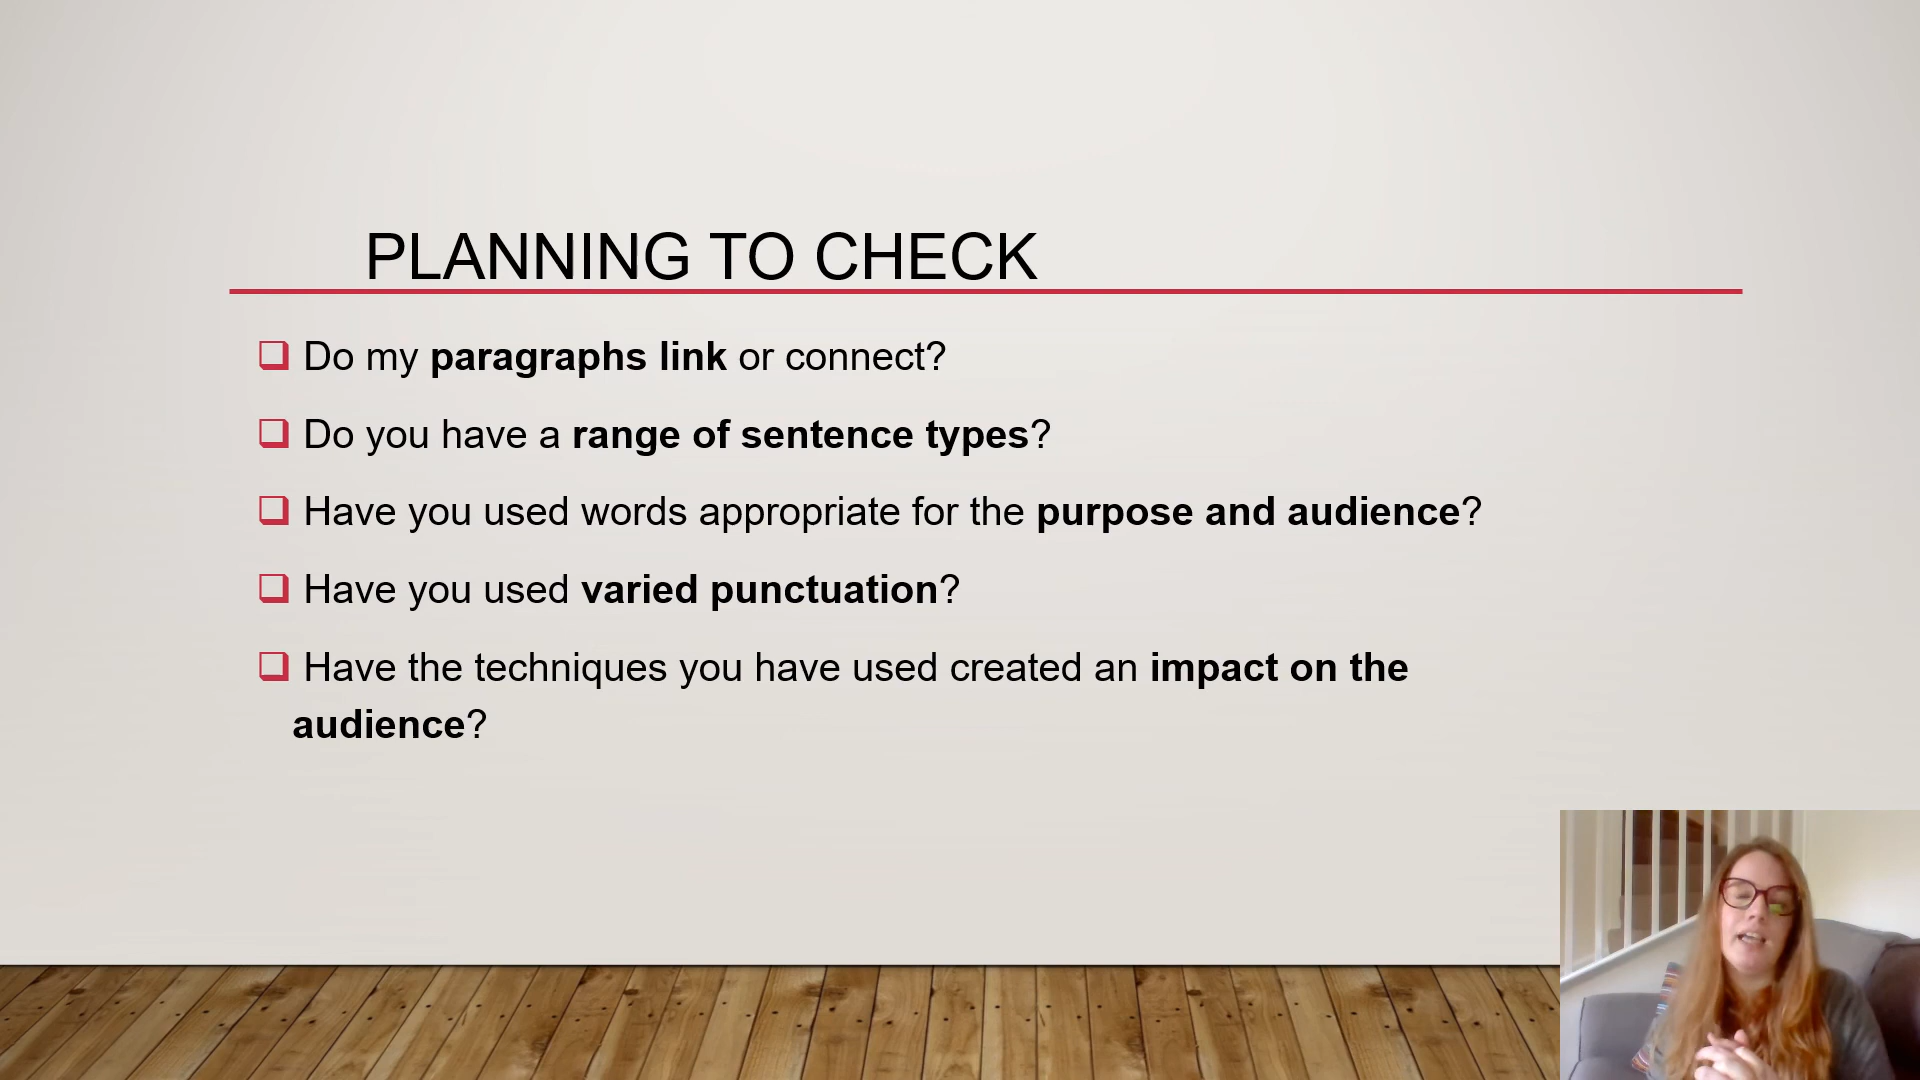 PLANNING TO CHECK
Do my paragraphs link or connect?
Do you have a range of sentence types?
Have you used words appropriate for the purpose and audience?
Have you used varied punctuation?
Have the techniques you have used created an impact on the
audience?